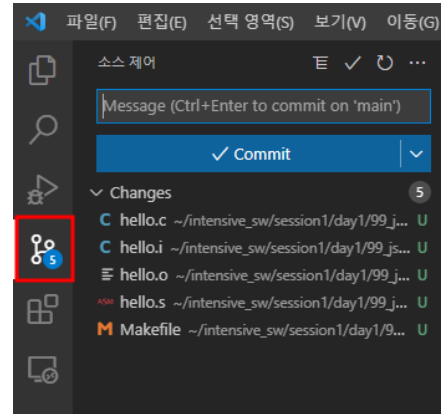 파일(F) 편집(E) 선택 영역(S) 보기(V) 이동(G)
소스 제어
Message (Ctrl+Enter to commit on 'main')
Commit
Changes 5
C hello.c ~/intensive_sw/session1/day1/99_j... U
C hello.i ~/intensive_sw/session1/day1/99_js... U
hello.o ~/intensive_sw/session1/day1/99_j... U
ASM hello.s ~/intensive_sw/session1/day1/99_j... U
M Makefile ~/intensive_sw/session1/day1/9... U
5